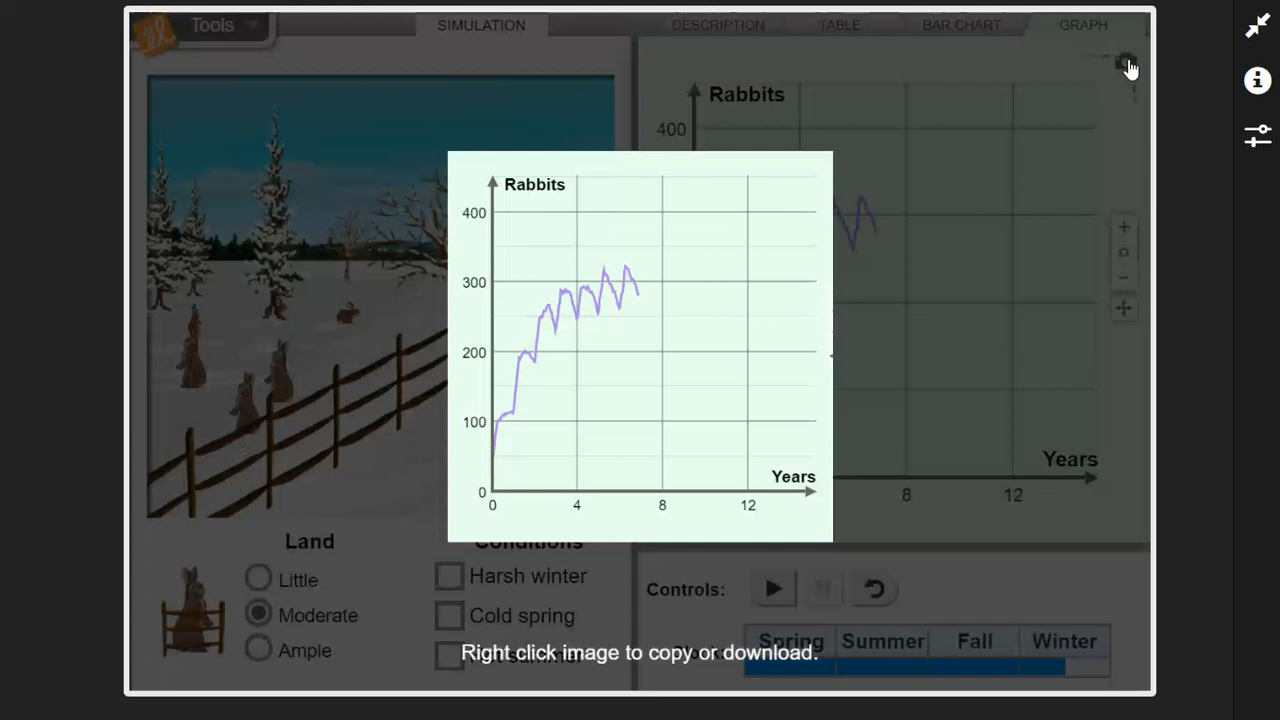 Tools
SIMULATION
DESCRIPTION
TABLE
BAR CHART
GRAPH
Rabbits
400
Years
8
12
Rabbits
400
300
200
100
0
Years
0
4
8
12
Land
Conditions
Little
Moderate
Ample
Harsh winter
Cold spring
Controls:
Spring
Summer
Fall
Winter
Right click image to copy or download.